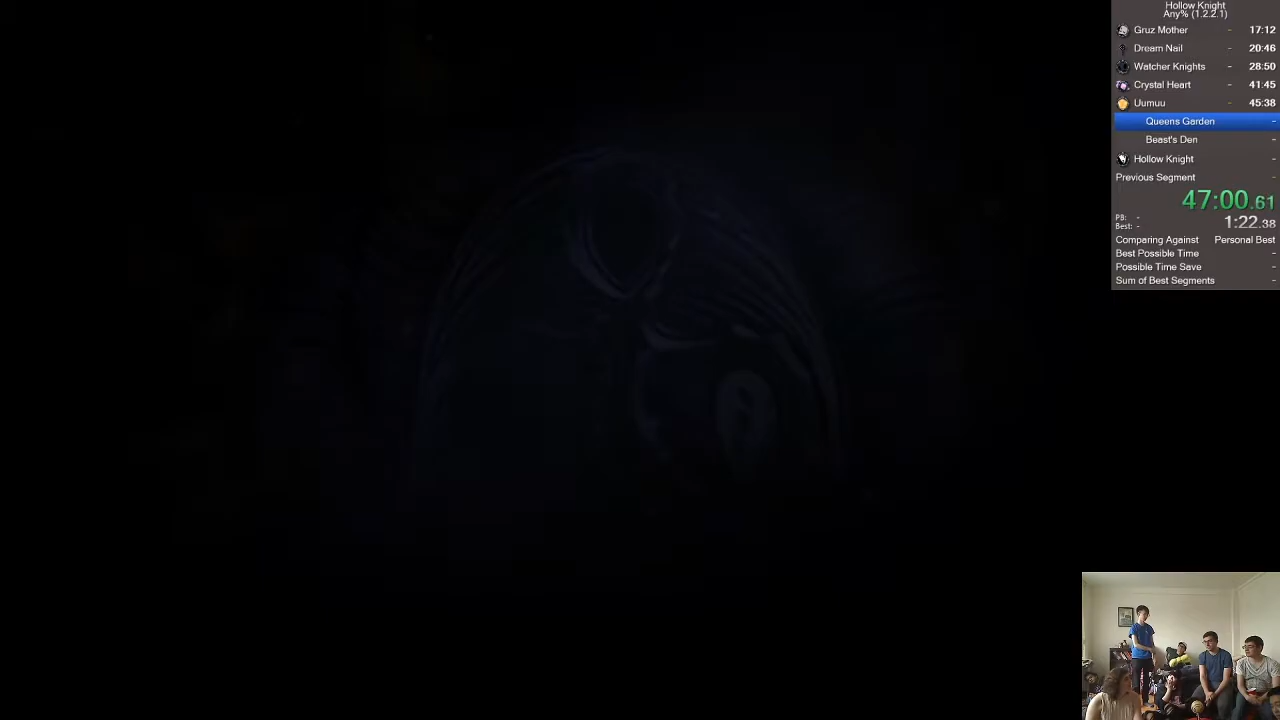 Hollow Knight
Any% (1.2.2.1)
Gruz Mother - 17:12
Dream Nail - 20:46
Watcher Knights - 28:50
Crystal Heart - 41:45
Uumuu - 45:38
Queens Garden -
Beast's Den -
Hollow Knight -
Previous Segment -
47:00.61
PB: - 1:22.38
Best: -
Comparing Against Personal Best
Best Possible Time -
Possible Time Save -
Sum of Best Segments -